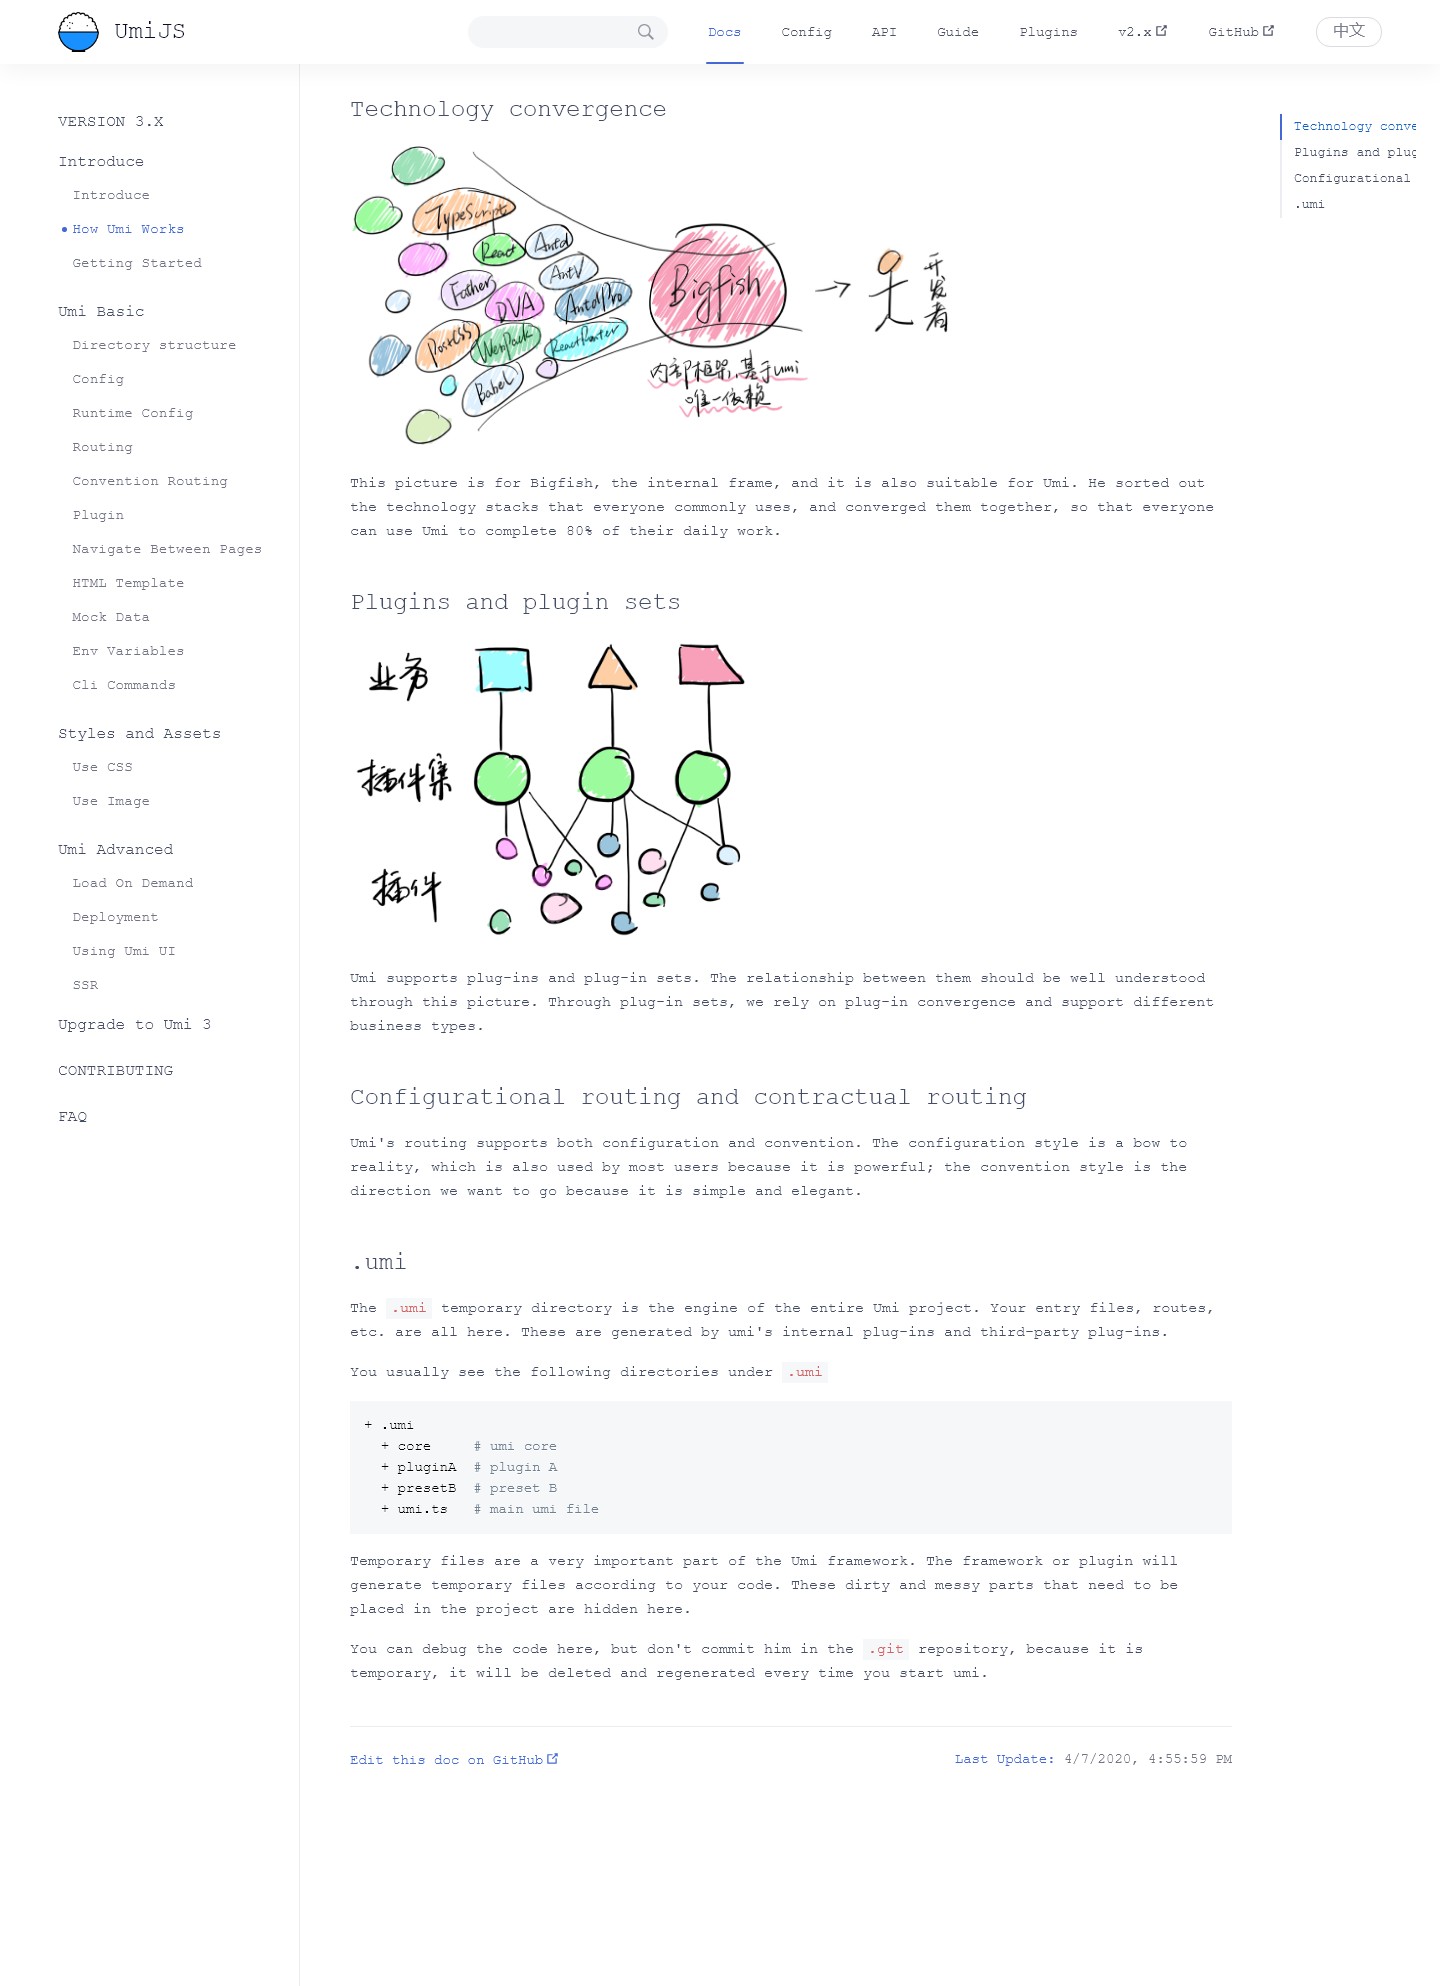 UmiJS
Docs
Config
API
Guide
Plugins
v2.x
GitHub
中文
VERSION 3.X
Introduce
Introduce
How Umi Works
Getting Started
Umi Basic
Directory structure
Config
Runtime Config
Routing
Convention Routing
Plugin
Navigate Between Pages
HTML Template
Mock Data
Env Variables
Cli Commands
Styles and Assets
Use CSS
Use Image
Umi Advanced
Load On Demand
Deployment
Using Umi UI
SSR
Upgrade to Umi 3
CONTRIBUTING
FAQ
Technology convergence
TypeScript
React
Antd
AntV
Father
DVA
AntdPro
PostCSS
WenPack
ReactRouter
Babel
Bigfish
内部框架,基于umi
唯一依赖
开发者
This picture is for Bigfish, the internal frame, and it is also suitable for Umi. He sorted out
the technology stacks that everyone commonly uses, and converged them together, so that everyone
can use Umi to complete 80% of their daily work.
Plugins and plugin sets
业务
插件集
插件
Umi supports plug-ins and plug-in sets. The relationship between them should be well understood
through this picture. Through plug-in sets, we rely on plug-in convergence and support different
business types.
Configurational routing and contractual routing
Umi's routing supports both configuration and convention. The configuration style is a bow to
reality, which is also used by most users because it is powerful; the convention style is the
direction we want to go because it is simple and elegant.
.umi
The .umi temporary directory is the engine of the entire Umi project. Your entry files, routes,
etc. are all here. These are generated by umi's internal plug-ins and third-party plug-ins.
You usually see the following directories under .umi
+ .umi
+ core # umi core
+ pluginA # plugin A
+ presetB # preset B
+ umi.ts # main umi file
Temporary files are a very important part of the Umi framework. The framework or plugin will
generate temporary files according to your code. These dirty and messy parts that need to be
placed in the project are hidden here.
You can debug the code here, but don't commit him in the .git repository, because it is
temporary, it will be deleted and regenerated every time you start umi.
Edit this doc on GitHub
Last Update: 4/7/2020, 4:55:59 PM
Technology conve
Plugins and plug
Configurational
.umi